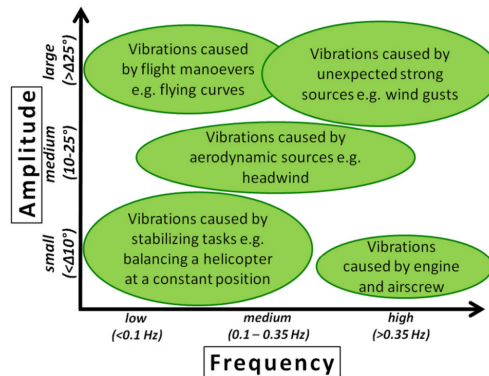 Amplitude
large
(>Δ25°)
medium
(10-25°)
small
(<Δ10°)
Vibrations caused
by flight manoevers
e.g. flying curves
Vibrations caused by
unexpected strong
sources e.g. wind gusts
Vibrations caused by
aerodynamic sources e.g.
headwind
Vibrations caused by
stabilizing tasks e.g.
balancing a helicopter
at a constant position
Vibrations
caused by engine
and airscrew
low
(<0.1 Hz)
medium
(0.1 – 0.35 Hz)
high
(>0.35 Hz)
Frequency